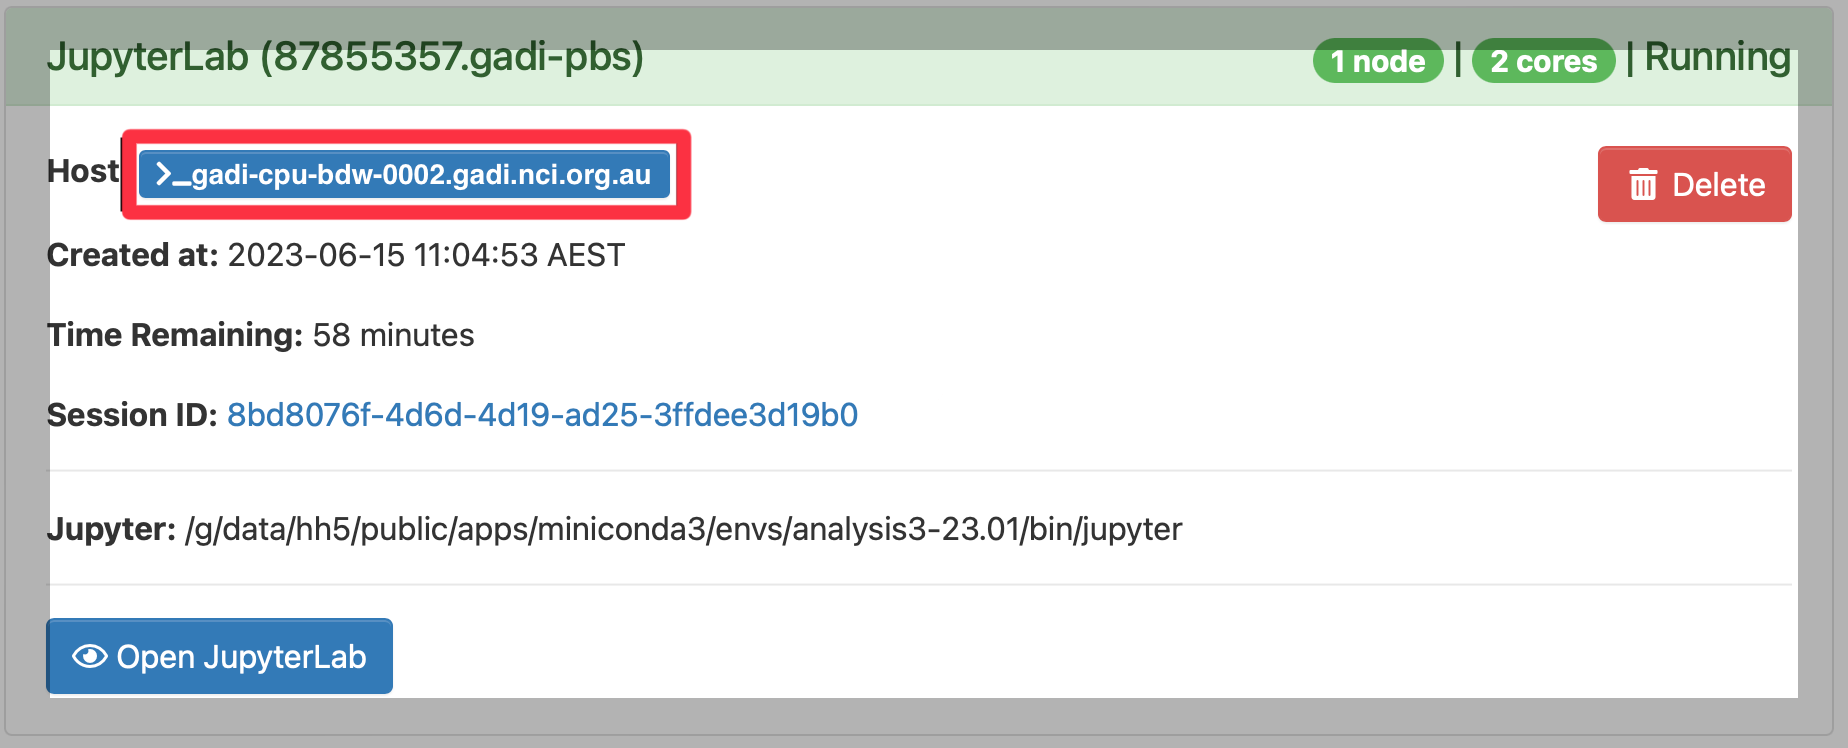 JupyterLab (87855357.gadi-pbs) 1 node | 2 cores | Running
Host >_gadi-cpu-bdw-0002.gadi.nci.org.au Delete
Created at: 2023-06-15 11:04:53 AEST
Time Remaining: 58 minutes
Session ID: 8bd8076f-4d6d-4d19-ad25-3ffdee3d19b0
Jupyter: /g/data/hh5/public/apps/miniconda3/envs/analysis3-23.01/bin/jupyter
Open JupyterLab